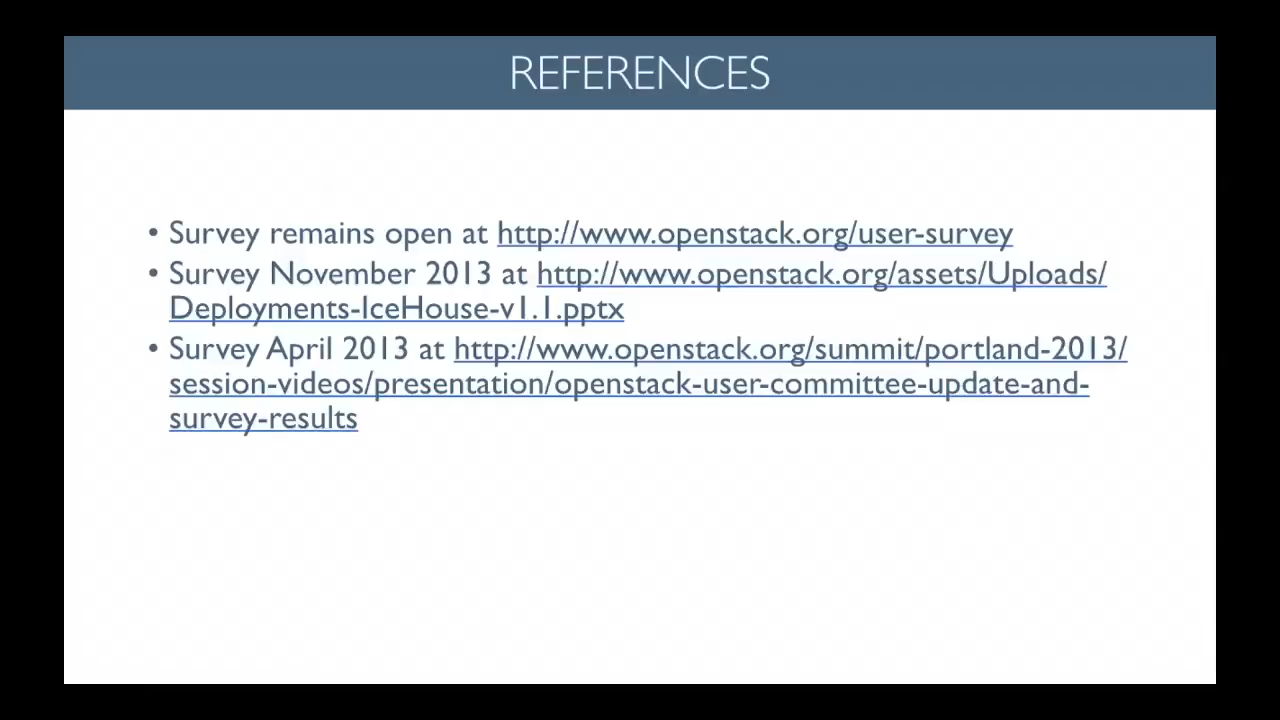 REFERENCES
• Survey remains open at http://www.openstack.org/user-survey
• Survey November 2013 at http://www.openstack.org/assets/Uploads/
Deployments-IceHouse-v1.1.pptx
• Survey April 2013 at http://www.openstack.org/summit/portland-2013/
session-videos/presentation/openstack-user-committee-update-and-
survey-results